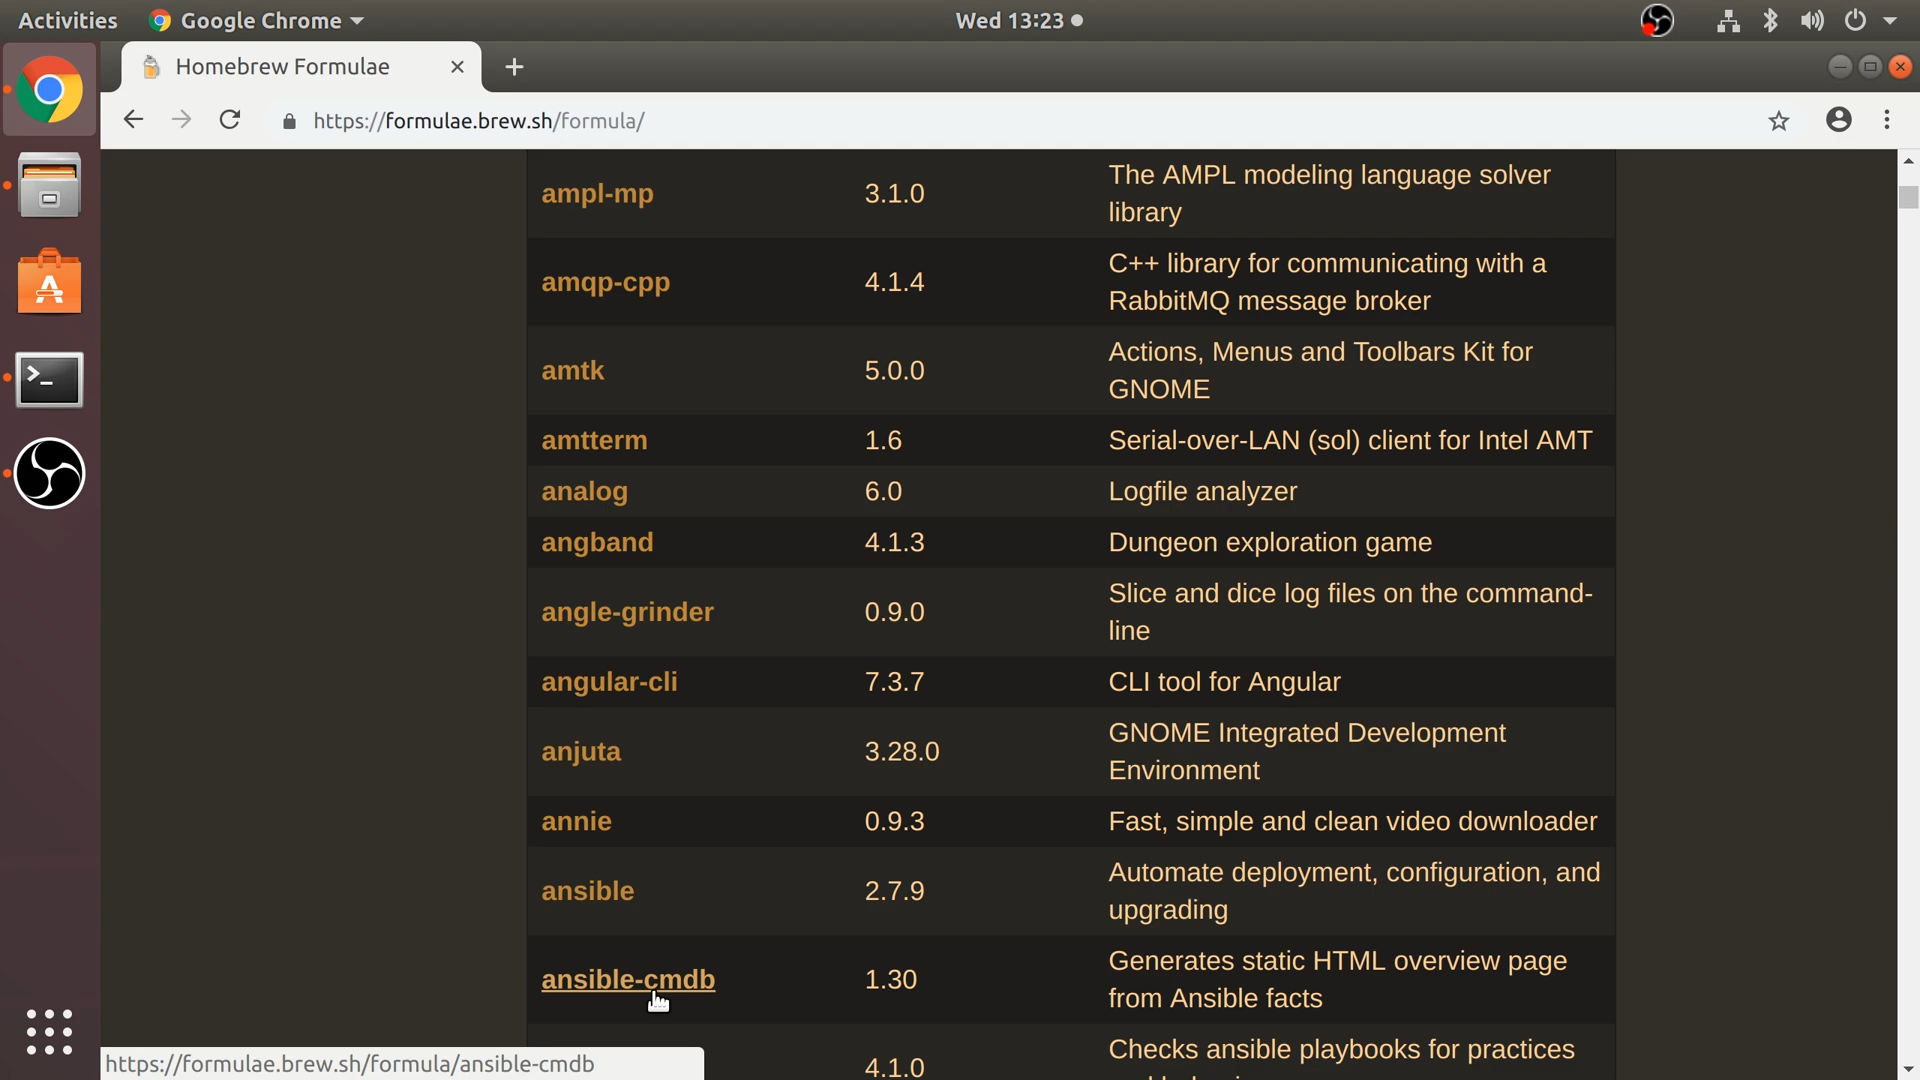 Activities Google Chrome Wed 13:23
Homebrew Formulae
https://formulae.brew.sh/formula/
ampl-mp 3.1.0 The AMPL modeling language solver
library
amqp-cpp 4.1.4 C++ library for communicating with a
RabbitMQ message broker
amtk 5.0.0 Actions, Menus and Toolbars Kit for
GNOME
amtterm 1.6 Serial-over-LAN (sol) client for Intel AMT
analog 6.0 Logfile analyzer
angband 4.1.3 Dungeon exploration game
angle-grinder 0.9.0 Slice and dice log files on the command-
line
angular-cli 7.3.7 CLI tool for Angular
anjuta 3.28.0 GNOME Integrated Development
Environment
annie 0.9.3 Fast, simple and clean video downloader
ansible 2.7.9 Automate deployment, configuration, and
upgrading
ansible-cmdb 1.30 Generates static HTML overview page
from Ansible facts
4.1.0 Checks ansible playbooks for practices
https://formulae.brew.sh/formula/ansible-cmdb